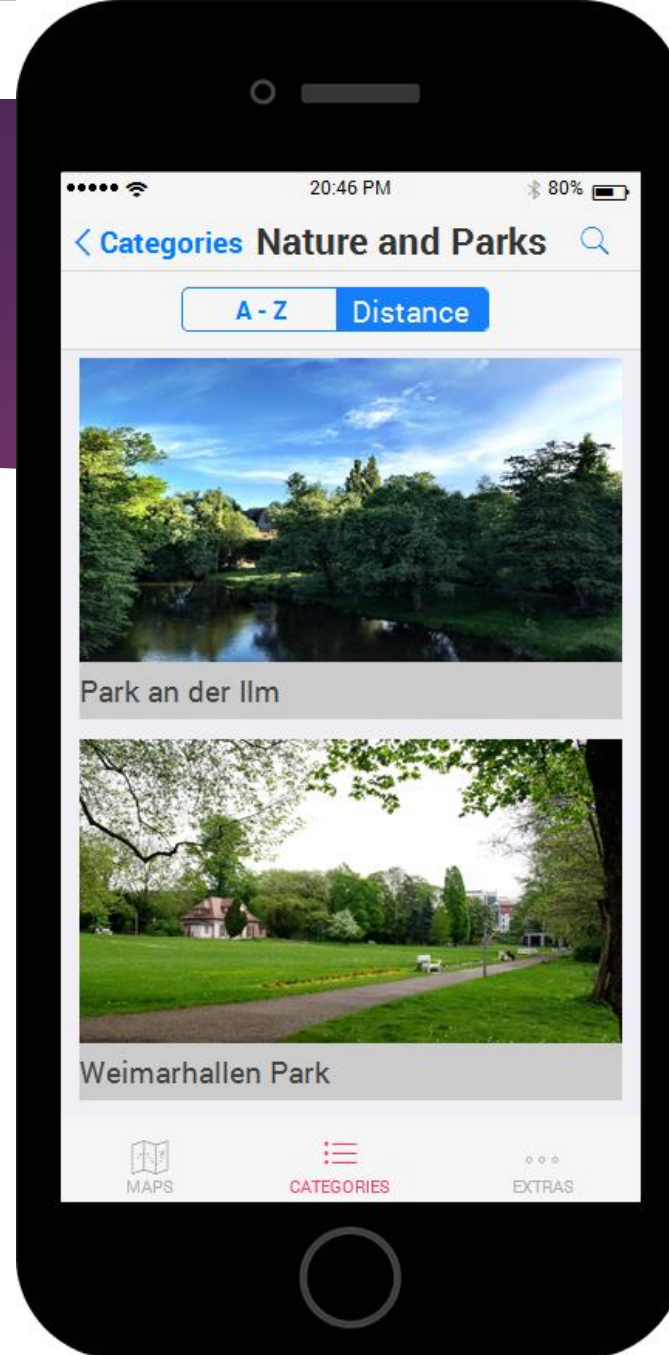 20:46 PM 80%
Categories Nature and Parks
A - Z Distance
Park an der Ilm
Weimarhallen Park
MAPS CATEGORIES EXTRAS